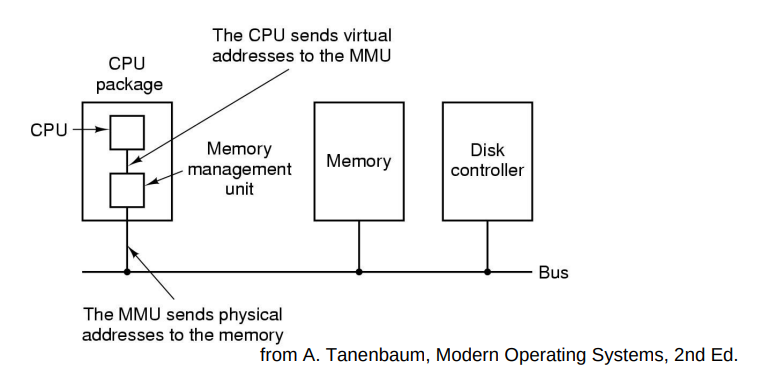 The CPU sends virtual
addresses to the MMU
CPU
package
CPU
Memory
management
unit
Memory
Disk
controller
Bus
The MMU sends physical
addresses to the memory
from A. Tanenbaum, Modern Operating Systems, 2nd Ed.